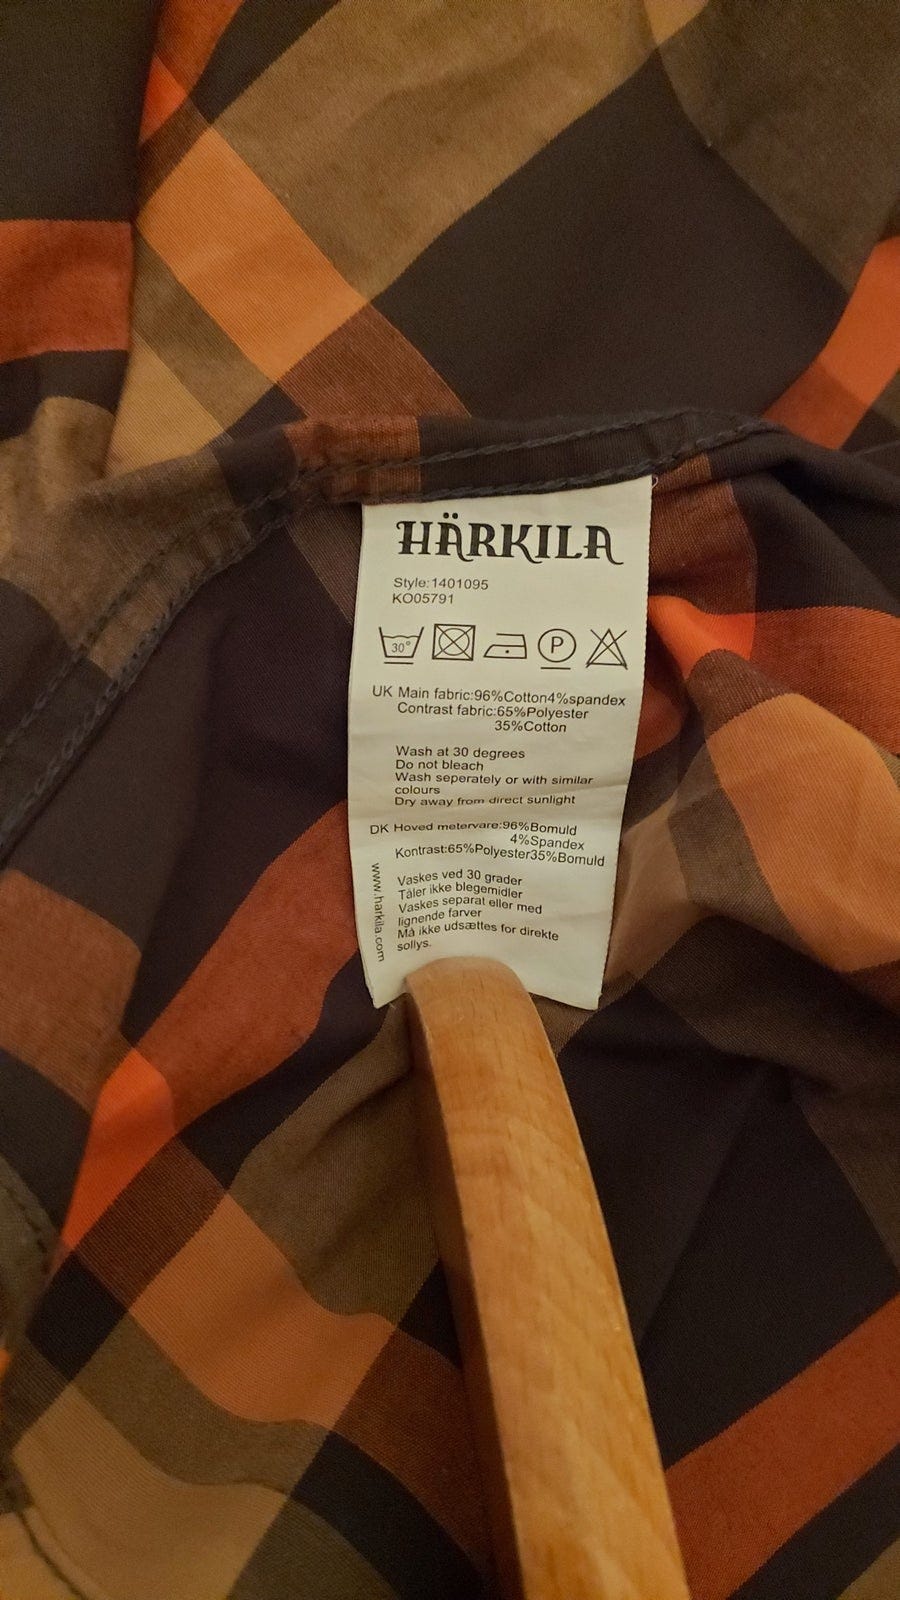 HÄRKILA
Style:1401095
KO05791
30°
P
UK Main fabric:96%Cotton4%spandex
Contrast fabric:65%Polyester
35%Cotton
Wash at 30 degrees
Do not bleach
Wash seperately or with similar
colours
Dry away from direct sunlight
DK Hoved metervare:96%Bomuld
4%Spandex
Kontrast:65%Polyester35%Bomuld
Vaskes ved 30 grader
Tåler ikke blegemidler
Vaskes separat eller med
lignende farver
Må ikke udsættes for direkte
sollys.
www.harkila.com